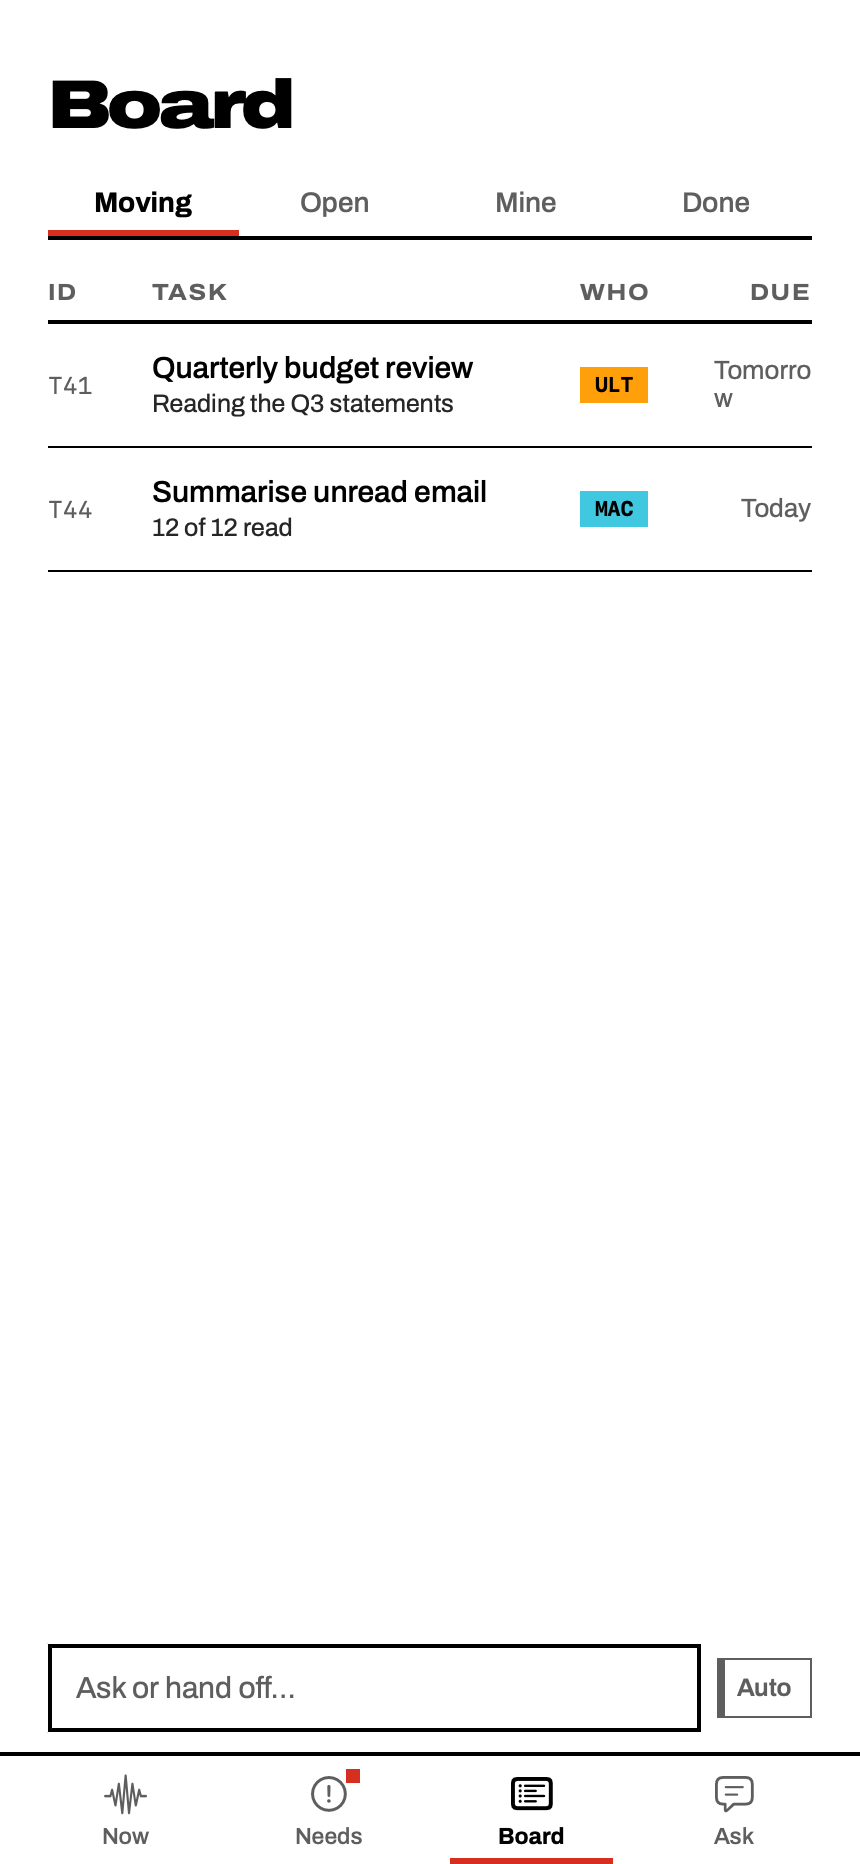 Board
Moving Open Mine Done
ID TASK WHO DUE
T41 Quarterly budget review ULT Tomorro
Reading the Q3 statements w
T44 Summarise unread email MAC Today
12 of 12 read
Ask or hand off... Auto
Now Needs Board Ask